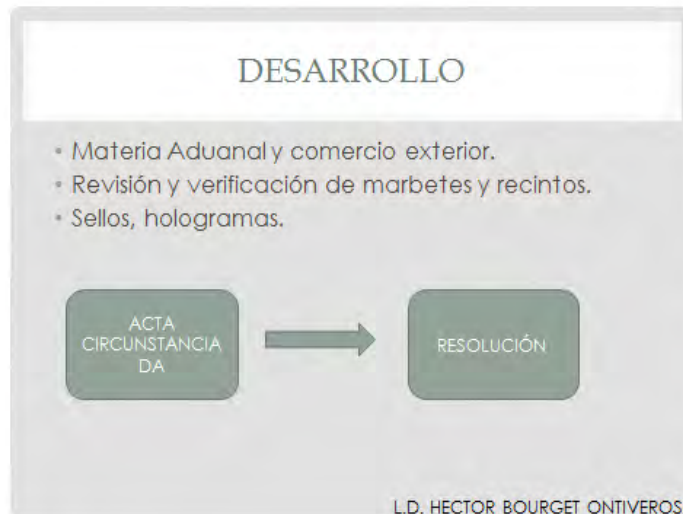 DESARROLLO
• Materia Aduanal y comercio exterior.
• Revisión y verificación de marbetes y recintos.
• Sellos, hologramas.
ACTA
CIRCUNSTANCIA
DA
RESOLUCIÓN
L.D. HECTOR BOURGET ONTIVEROS